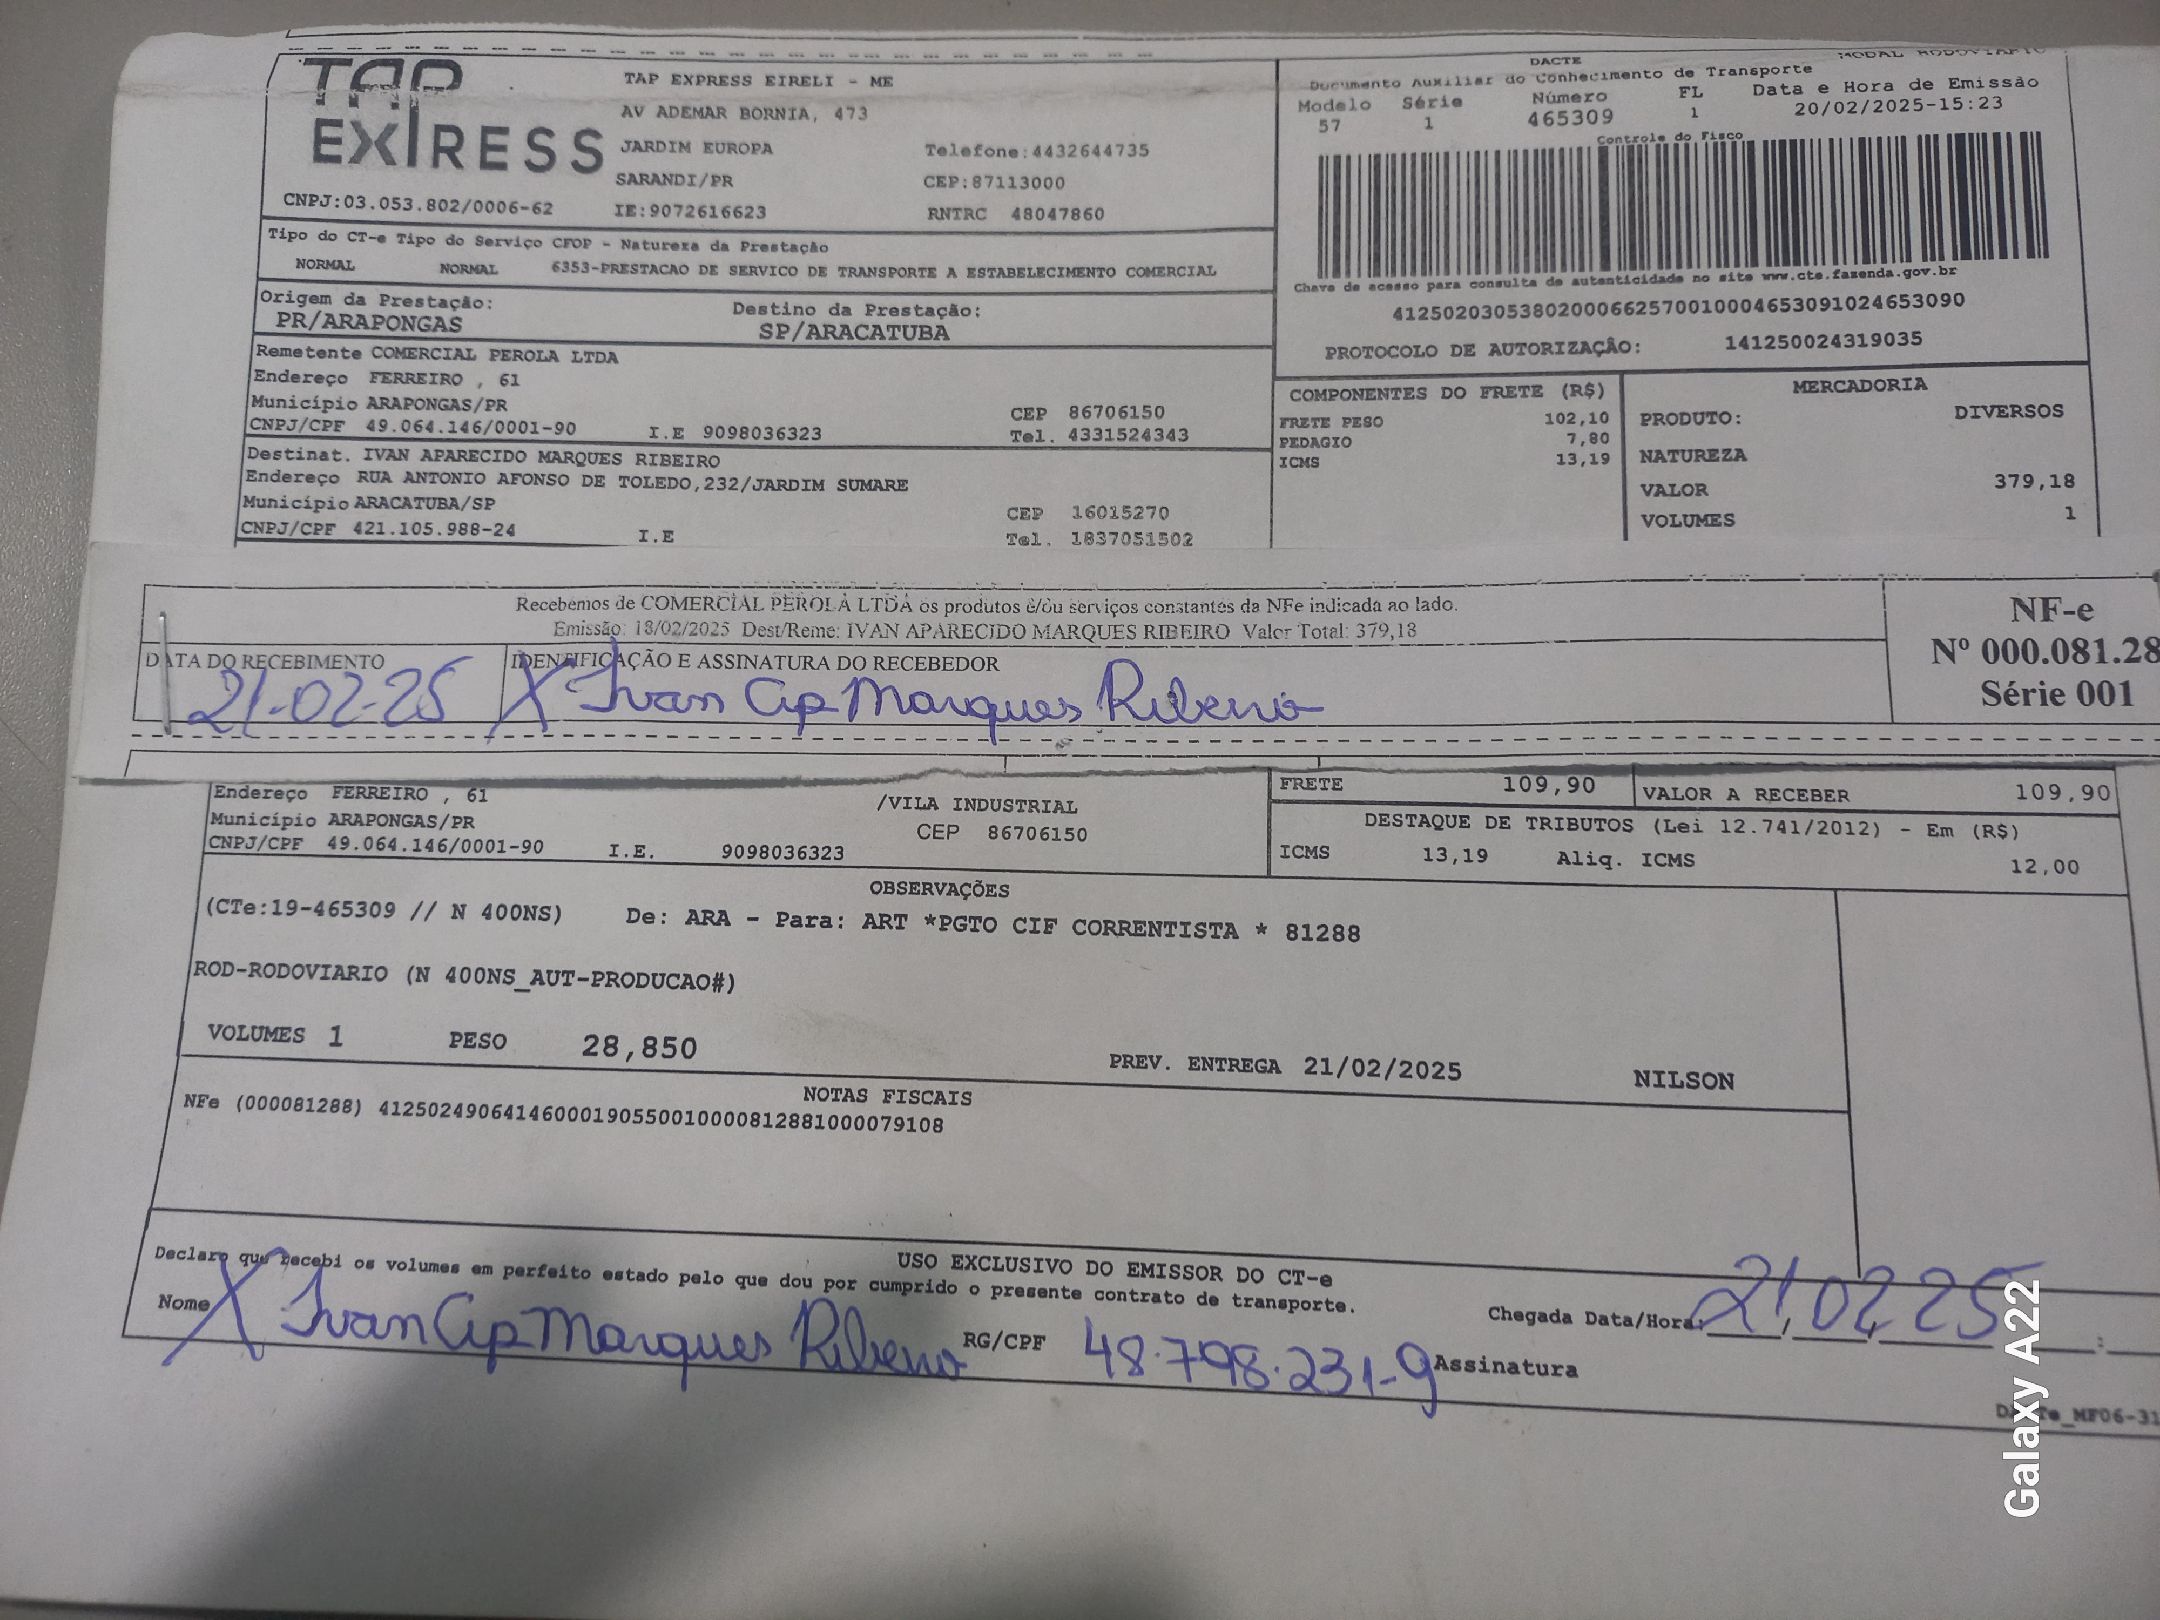 TAP
EXPRESS
TAP EXPRESS EIRELI - ME
AV ADEMAR BORNIA, 473
JARDIM EUROPA Telefone:4432644735
SARANDI/PR CEP:87113000
CNPJ:03.053.802/0006-62 IE:9072616623 RNTRC 48047860
DACTE MODAL RODOVIARIO
Documento Auxiliar do Conhecimento de Transporte
Modelo Série Número FL Data e Hora de Emissão
57 1 465309 1 20/02/2025-15:23
Controle do Fisco
Chave de acesso para consulta de autenticidade no site www.cte.fazenda.gov.br
41250203053802000662570010004653091024653090
PROTOCOLO DE AUTORIZAÇÃO: 141250024319035
Tipo do CT-e Tipo do Serviço CFOP - Natureza da Prestação
NORMAL NORMAL 6353-PRESTACAO DE SERVICO DE TRANSPORTE A ESTABELECIMENTO COMERCIAL
Origem da Prestação: Destino da Prestação:
PR/ARAPONGAS SP/ARACATUBA
Remetente COMERCIAL PEROLA LTDA
Endereço FERREIRO , 61
Município ARAPONGAS/PR CEP 86706150
CNPJ/CPF 49.064.146/0001-90 I.E 9098036323 Tel. 4331524343
Destinat. IVAN APARECIDO MARQUES RIBEIRO
Endereço RUA ANTONIO AFONSO DE TOLEDO,232/JARDIM SUMARE
Município ARACATUBA/SP CEP 16015270
CNPJ/CPF 421.105.988-24 I.E Tel. 1837051502
COMPONENTES DO FRETE (R$)
FRETE PESO 102,10
PEDAGIO 7,80
ICMS 13,19
MERCADORIA
PRODUTO: DIVERSOS
NATUREZA
VALOR 379,18
VOLUMES 1
Recebemos de COMERCIAL PEROLA LTDA os produtos e/ou serviços constantes da NFe indicada ao lado.
Emissão: 18/02/2025 Dest/Reme: IVAN APARECIDO MARQUES RIBEIRO Valor Total: 379,18
DATA DO RECEBIMENTO IDENTIFICAÇÃO E ASSINATURA DO RECEBEDOR
21-02-25 X Ivan Ap Marques Ribeiro
NF-e
Nº 000.081.28
Série 001
Endereço FERREIRO , 61 /VILA INDUSTRIAL
Município ARAPONGAS/PR CEP 86706150
CNPJ/CPF 49.064.146/0001-90 I.E. 9098036323
FRETE 109,90 VALOR A RECEBER 109,90
DESTAQUE DE TRIBUTOS (Lei 12.741/2012) - Em (R$)
ICMS 13,19 Aliq. ICMS 12,00
OBSERVAÇÕES
(CTe:19-465309 // N 400NS) De: ARA - Para: ART *PGTO CIF CORRENTISTA * 81288
ROD-RODOVIARIO (N 400NS_AUT-PRODUCAO#)
VOLUMES 1 PESO 28,850 PREV. ENTREGA 21/02/2025 NILSON
NOTAS FISCAIS
NFe (000081288) 41250249064146000190550010000812881000079108
USO EXCLUSIVO DO EMISSOR DO CT-e
Declaro que recebi os volumes em perfeito estado pelo que dou por cumprido o presente contrato de transporte.
Nome X Ivan Ap Marques Ribeiro RG/CPF 48.798.231-9 Assinatura
Chegada Data/Hora: 21,02,25 :
Galaxy A22